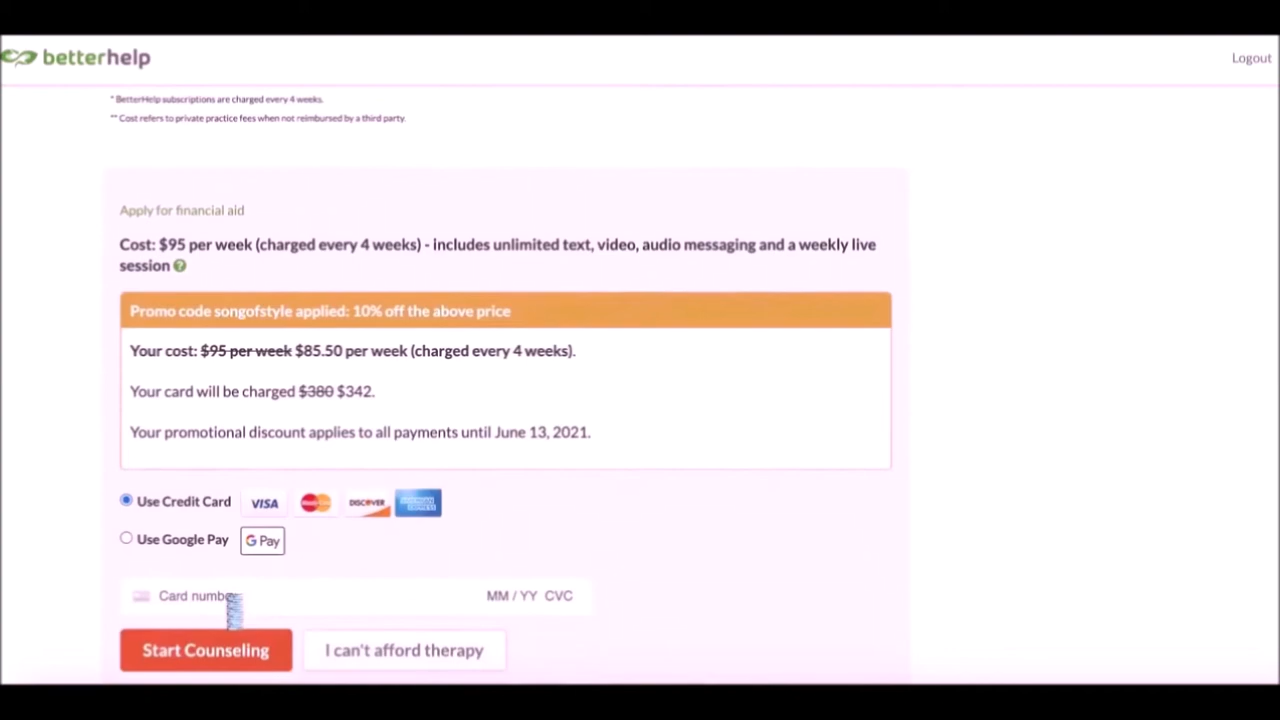 betterhelp
Logout
* BetterHelp subscriptions are charged every 4 weeks.
** Cost refers to private practice fees when not reimbursed by a third party.
Apply for financial aid
Cost: $95 per week (charged every 4 weeks) - includes unlimited text, video, audio messaging and a weekly live
session ?
Promo code songofstyle applied: 10% off the above price
Your cost: $95 per week $85.50 per week (charged every 4 weeks).
Your card will be charged $380 $342.
Your promotional discount applies to all payments until June 13, 2021.
Use Credit Card VISA MasterCard DISCOVER AMERICAN EXPRESS
Use Google Pay G Pay
Card number MM / YY CVC
Start Counseling I can't afford therapy